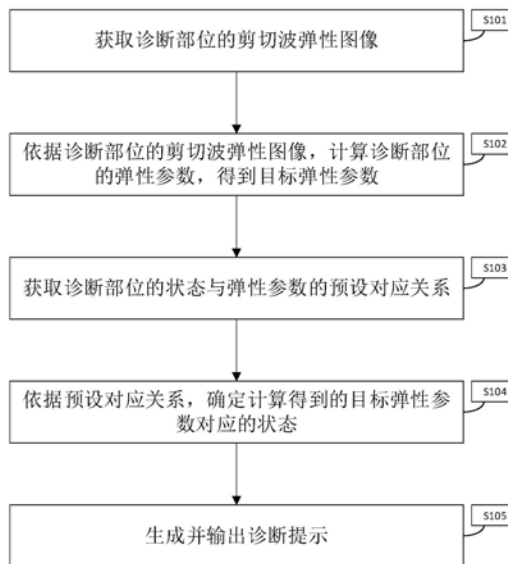 S101
获取诊断部位的剪切波弹性图像
S102
依据诊断部位的剪切波弹性图像，计算诊断部位
的弹性参数，得到目标弹性参数
S103
获取诊断部位的状态与弹性参数的预设对应关系
S104
依据预设对应关系，确定计算得到的目标弹性参
数对应的状态
S105
生成并输出诊断提示